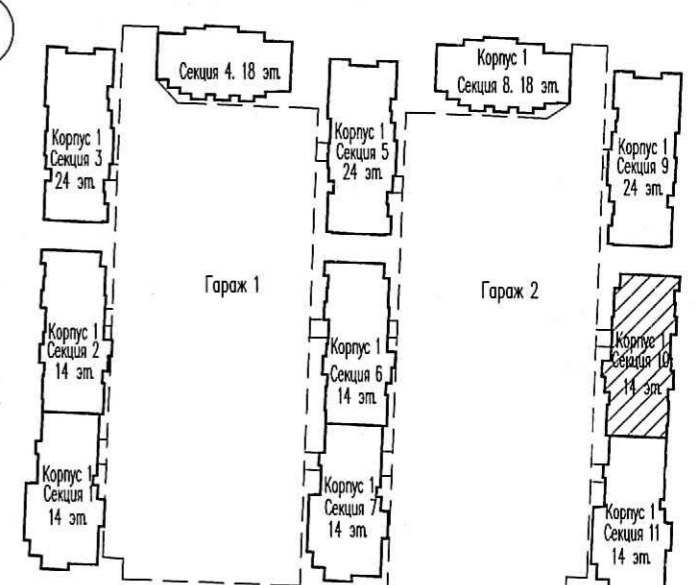 Секция 4. 18 эт.
Корпус 1
Секция 8. 18 эт.
Корпус 1
Секция 3
24 эт.
Корпус 1
Секция 5
24 эт.
Корпус 1
Секция 9
24 эт.
Гараж 1
Гараж 2
Корпус 1
Секция 2
14 эт.
Корпус 1
Секция 6
14 эт.
Корпус 1
Секция 10
14 эт.
Корпус 1
Секция 1
14 эт.
Корпус 1
Секция 7
14 эт.
Корпус 1
Секция 11
14 эт.